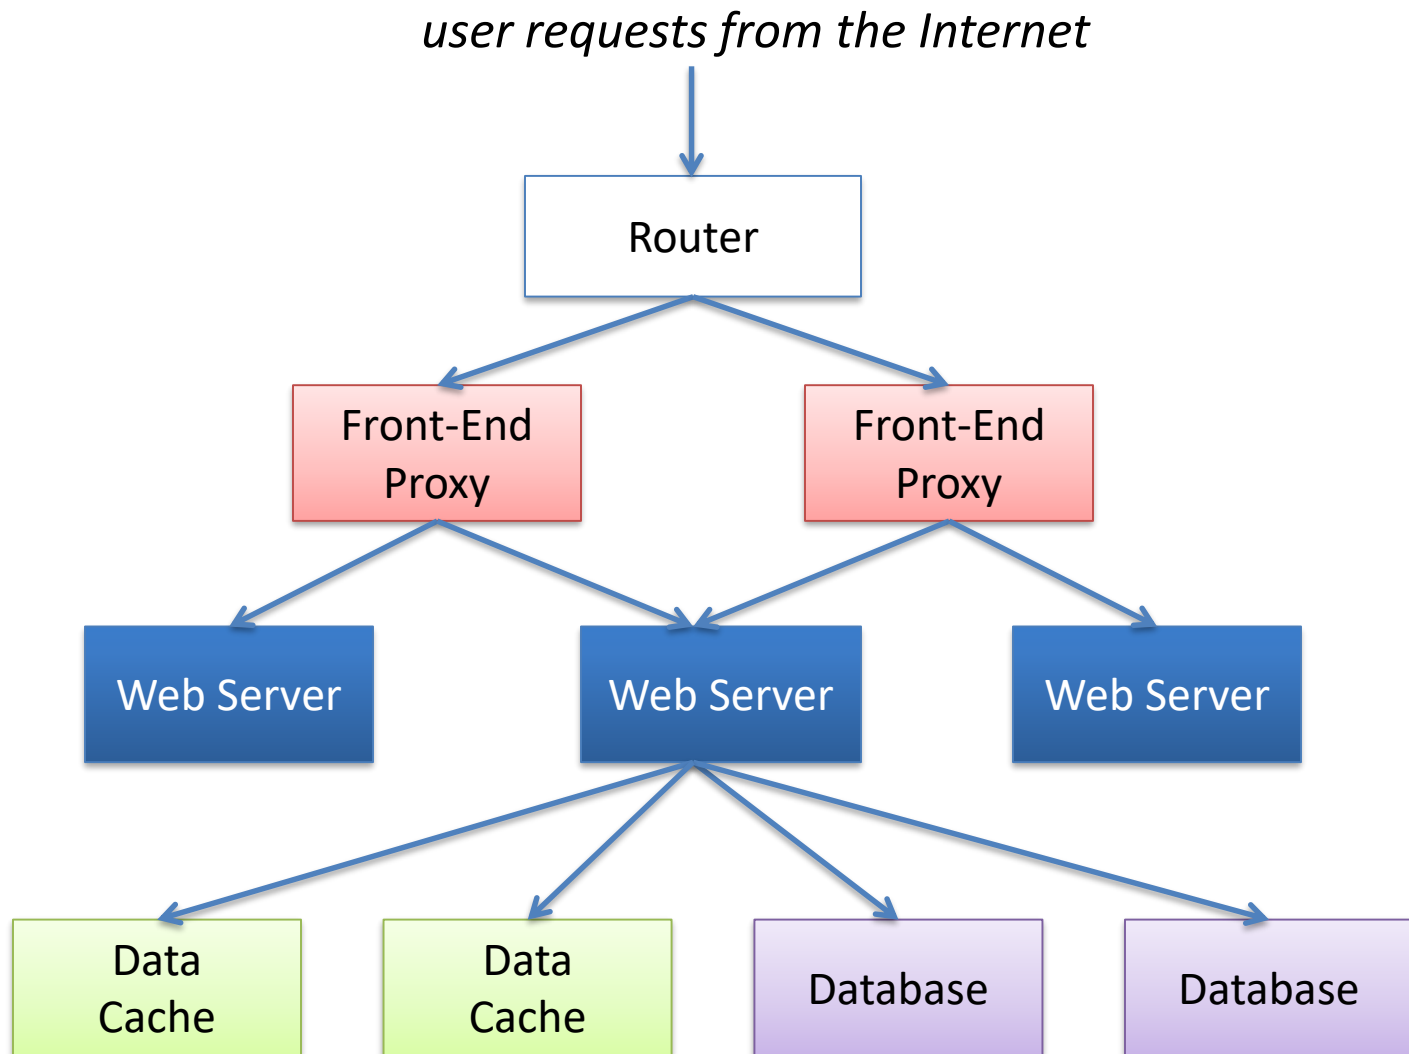 user requests from the Internet
Router
Front-End
Proxy
Front-End
Proxy
Web Server
Web Server
Web Server
Data
Cache
Data
Cache
Database
Database